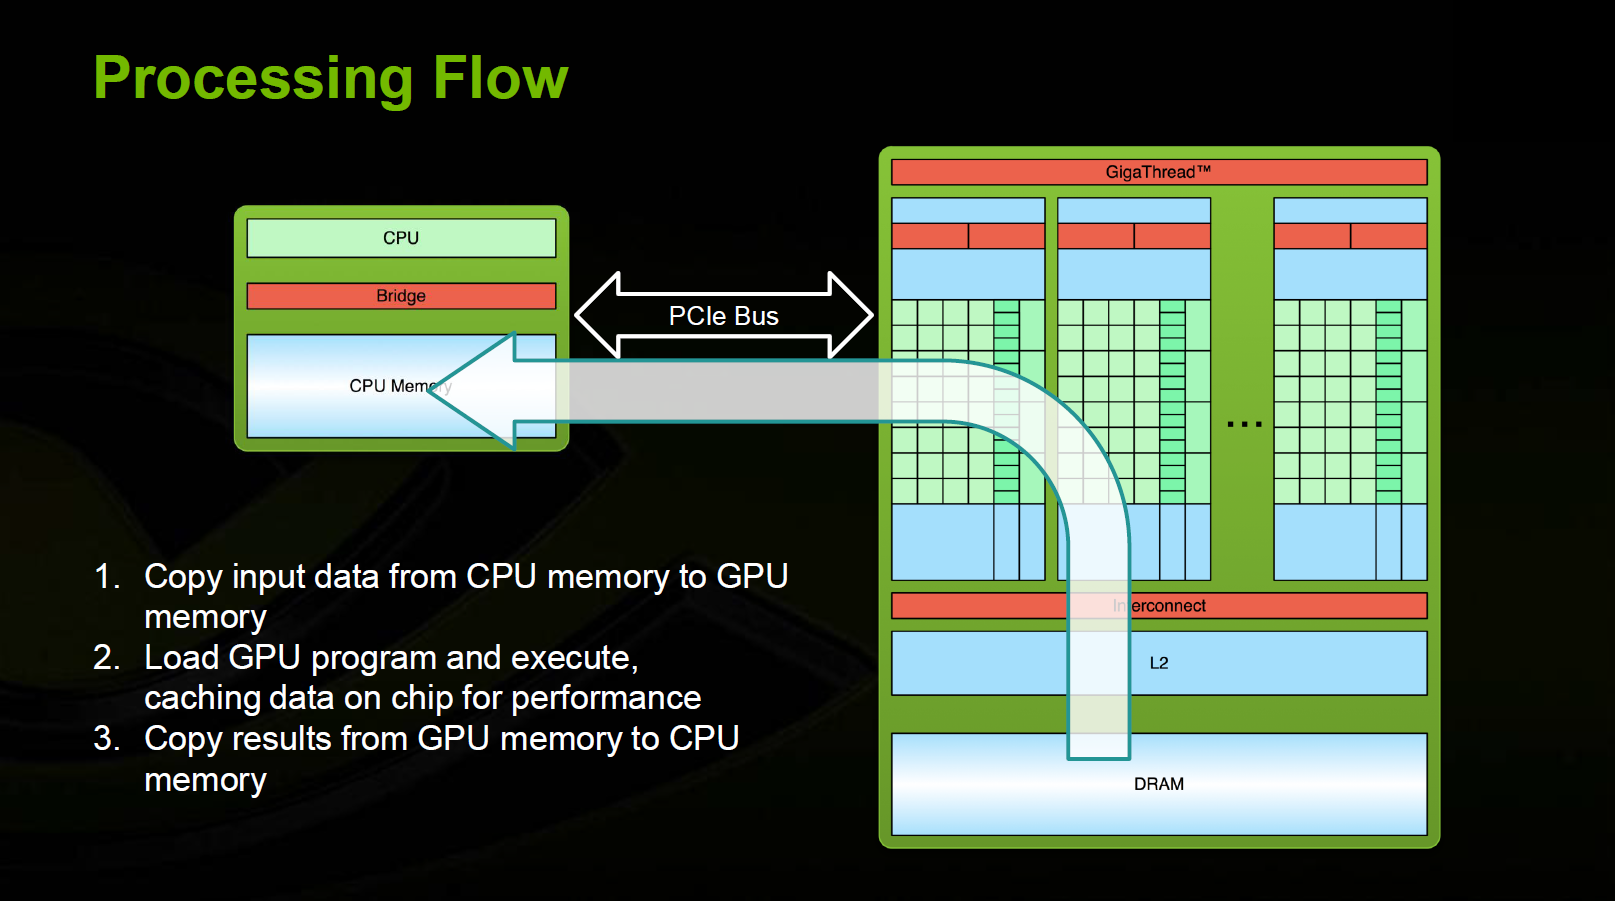 Processing Flow
GigaThread™
CPU
Bridge
PCIe Bus
CPU Memory
...
1. Copy input data from CPU memory to GPU
memory
2. Load GPU program and execute,
caching data on chip for performance
3. Copy results from GPU memory to CPU
memory
Interconnect
L2
DRAM